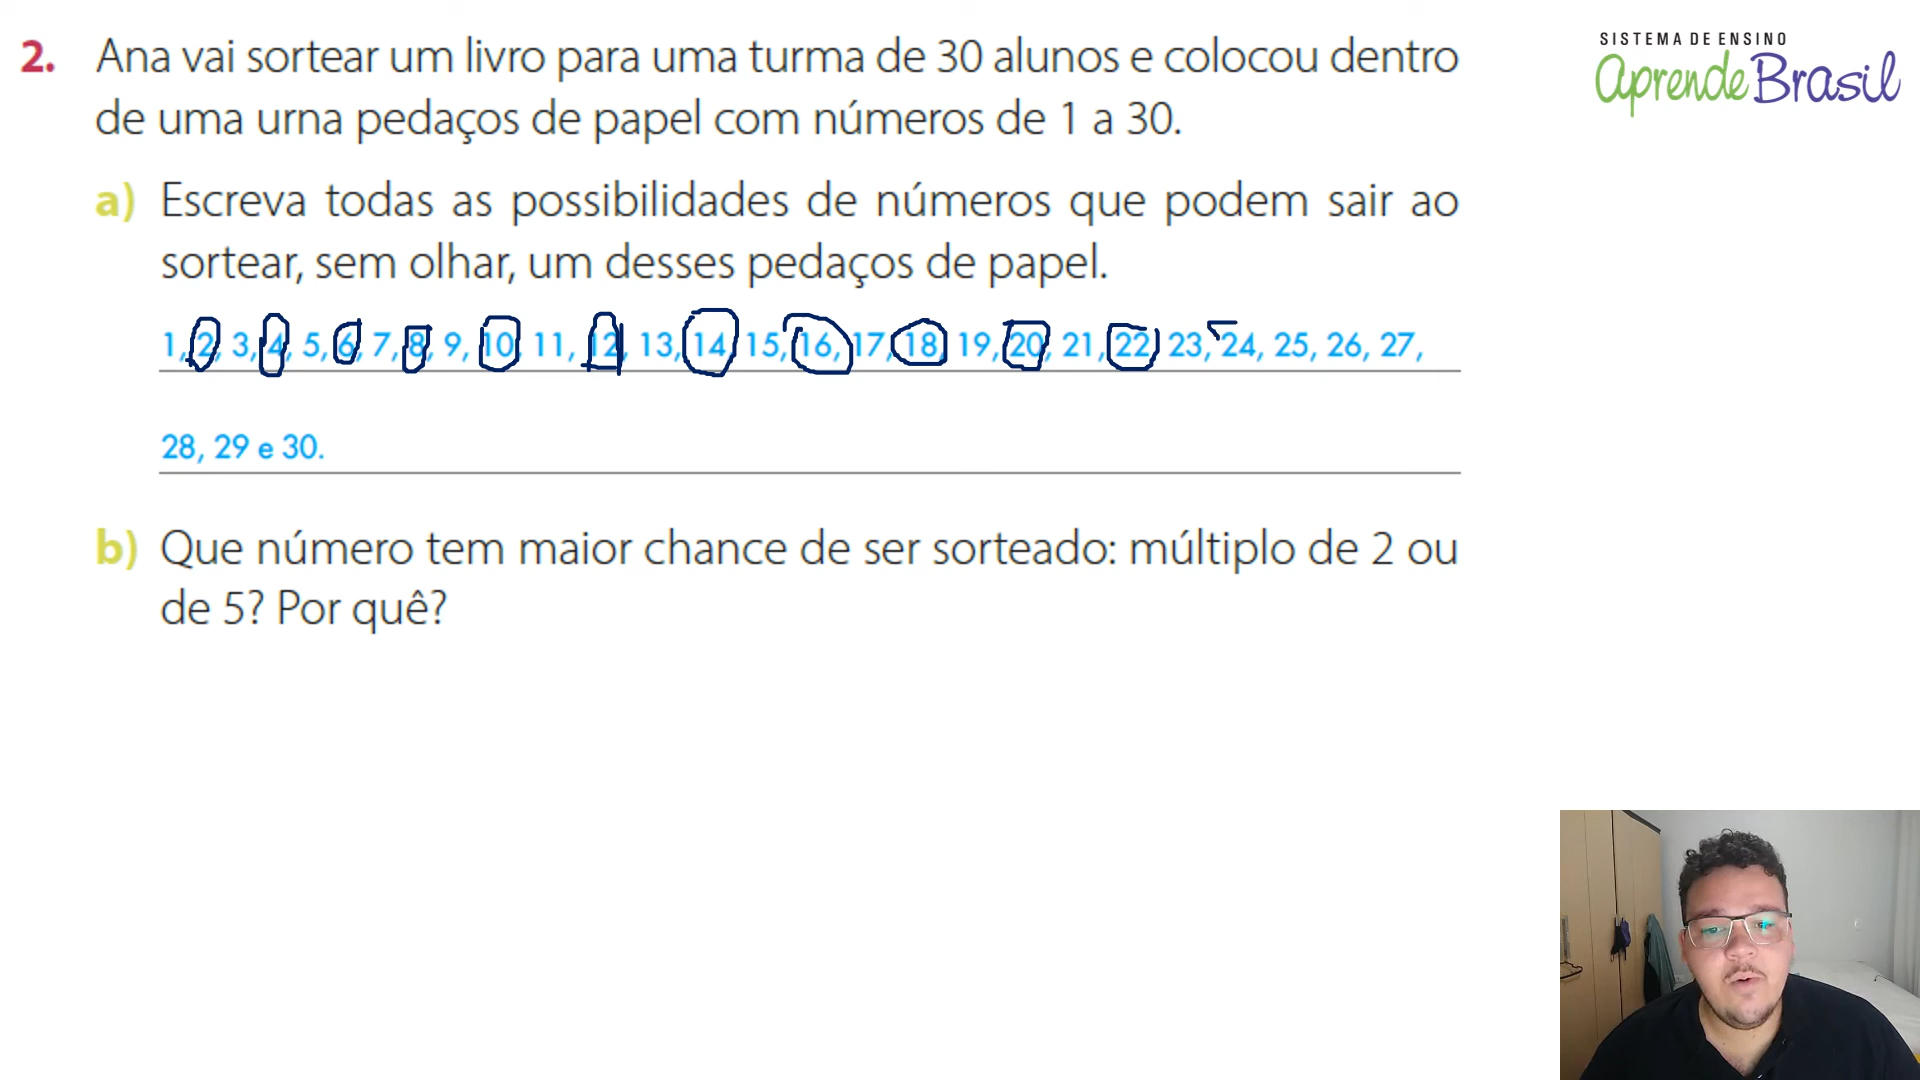 2. Ana vai sortear um livro para uma turma de 30 alunos e colocou dentro
de uma urna pedaços de papel com números de 1 a 30.
SISTEMA DE ENSINO
aprende Brasil
a) Escreva todas as possibilidades de números que podem sair ao
sortear, sem olhar, um desses pedaços de papel.
1, 2, 3, 4, 5, 6, 7, 8, 9, 10, 11, 12, 13, 14, 15, 16, 17, 18, 19, 20, 21, 22, 23, 24, 25, 26, 27,
28, 29 e 30.
b) Que número tem maior chance de ser sorteado: múltiplo de 2 ou
de 5? Por quê?